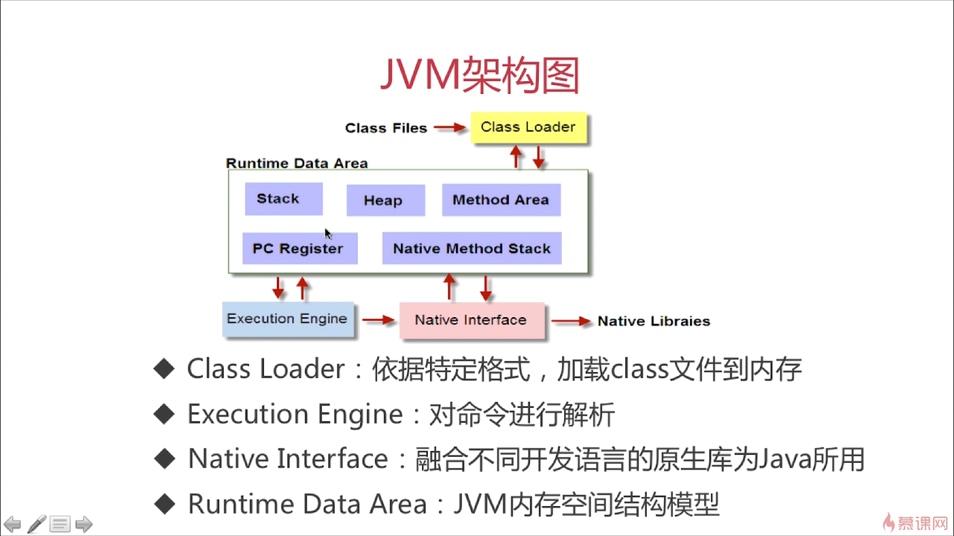 JVM架构图
Class Files
Class Loader
Runtime Data Area
Stack
Heap
Method Area
PC Register
Native Method Stack
Execution Engine
Native Interface
Native Libraies
◆ Class Loader：依据特定格式，加载class文件到内存
◆ Execution Engine：对命令进行解析
◆ Native Interface：融合不同开发语言的原生库为Java所用
◆ Runtime Data Area：JVM内存空间结构模型
慕课网